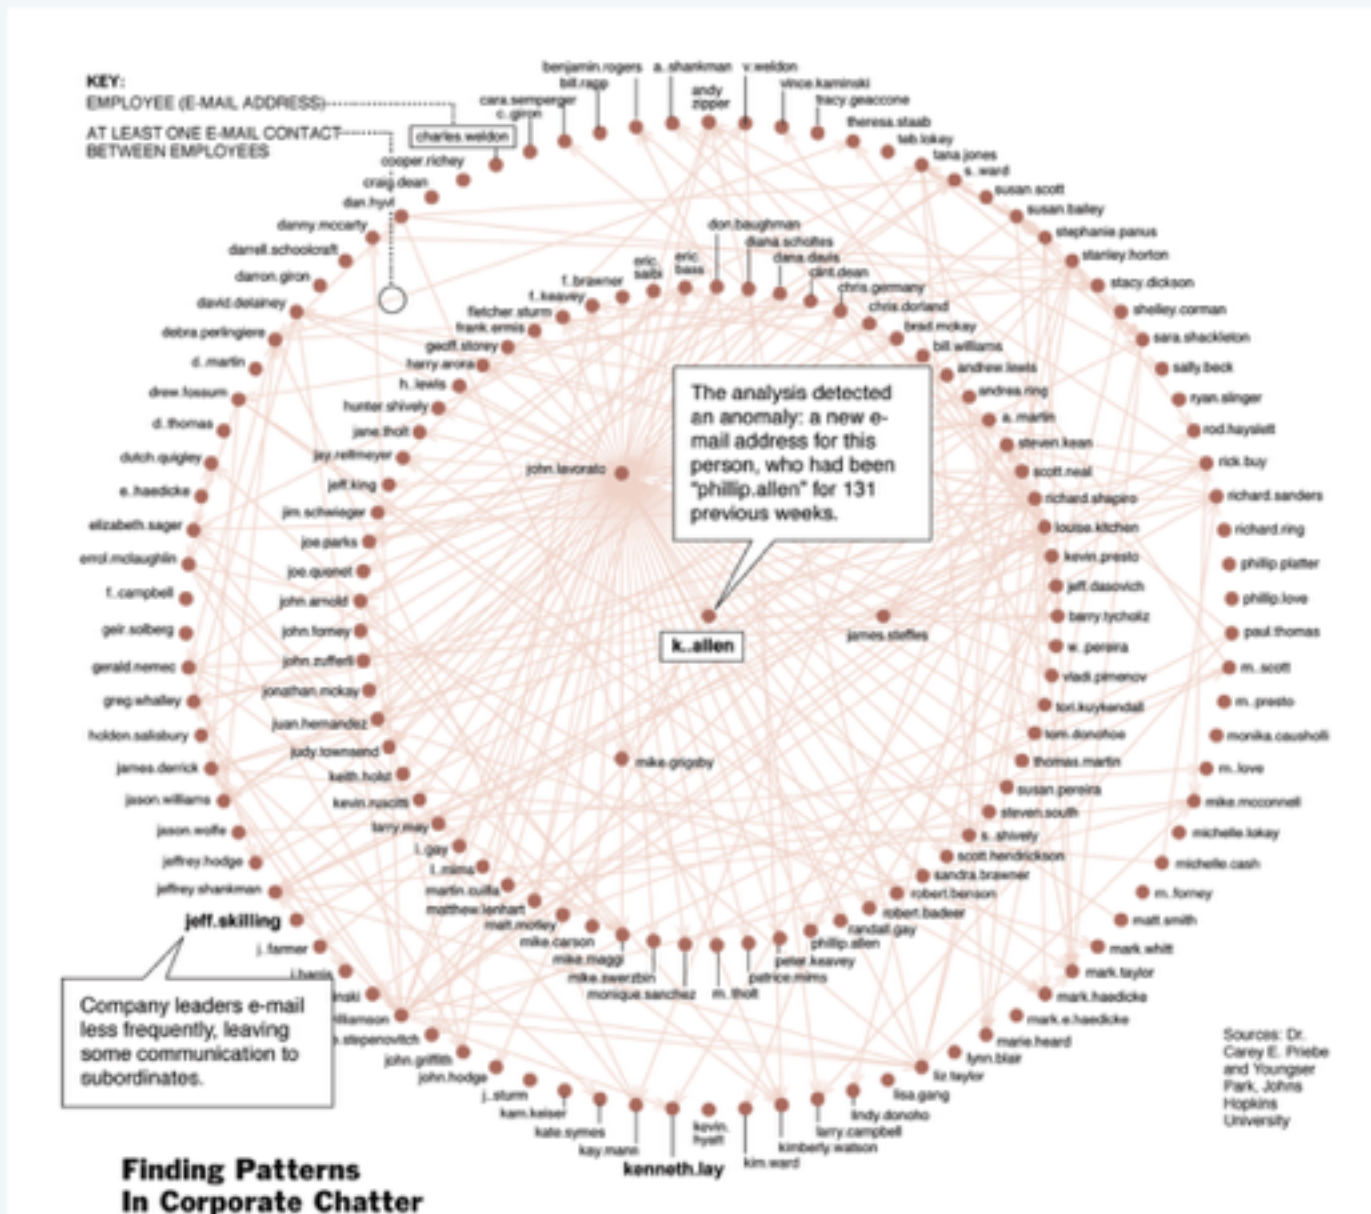 KEY:
EMPLOYEE (E-MAIL ADDRESS)
AT LEAST ONE E-MAIL CONTACT
BETWEEN EMPLOYEES
benjamin.rogers
a..shankman
v.weldon
bill.rapp
andy
zipper
vince.kaminski
cara.semperger
tracy.geaccone
c..giron
theresa.staab
charles.weldon
teb.lokey
cooper.richey
tana.jones
craig.dean
s..ward
dan.hyvl
susan.scott
danny.mccarty
susan.bailey
darrell.schoolcraft
stephanie.panus
darron.giron
stanley.horton
david.delainey
stacy.dickson
debra.perlingiere
shelley.corman
d..martin
sara.shackleton
drew.fossum
sally.beck
d..thomas
ryan.slinger
dutch.quigley
rod.hayslett
e..haedicke
rick.buy
elizabeth.sager
richard.sanders
errol.mclaughlin
richard.ring
f..campbell
phillip.platter
geir.solberg
phillip.love
gerald.nemec
paul.thomas
greg.whalley
m..scott
holden.salisbury
m..presto
james.derrick
monika.causholli
jason.williams
m..love
jason.wolfe
mike.mcconnell
jeffrey.hodge
michelle.lokay
jeffrey.shankman
michelle.cash
jeff.skilling
m..forney
j..farmer
matt.smith
mark.whitt
nski
mark.taylor
illiamson
mark.haedicke
.stepenovitch
mark.e.haedicke
john.griffith
marie.heard
john.hodge
lynn.blair
j..sturm
liz.taylor
kam.keiser
lisa.gang
kate.symes
lindy.donoho
kay.mann
larry.campbell
kenneth.lay
kimberly.watson
kevin.
hyatt
kim.ward
don.baughman
diana.scholtes
eric.
bass
dana.davis
eric.
saibi
clint.dean
f..brawner
chris.germany
f..keavey
chris.dorland
fletcher.sturm
brad.mckay
frank.ermis
bill.williams
geoff.storey
andrew.lewis
harry.arora
andrea.ring
h..lewis
a..martin
hunter.shively
steven.kean
jane.tholt
scott.neal
jay.reitmeyer
richard.shapiro
jeff.king
louise.kitchen
jim.schwieger
kevin.presto
joe.parks
jeff.dasovich
joe.quenet
barry.tycholiz
john.arnold
w..pereira
john.forney
vladi.pimenov
john.zufferli
tori.kuykendall
jonathan.mckay
tom.donohoe
juan.hernandez
thomas.martin
judy.townsend
susan.pereira
keith.holst
steven.south
kevin.ruscitti
s..shively
larry.may
scott.hendrickson
l..gay
sandra.brawner
l..mims
robert.benson
martin.cuilla
robert.badeer
matthew.lenhart
randall.gay
matt.motley
phillip.allen
mike.carson
peter.keavey
mike.maggi
patrice.mims
mike.swerzbin
m..tholt
monique.sanchez
john.lavorato
The analysis detected
an anomaly: a new e-
mail address for this
person, who had been
"phillip.allen" for 131
previous weeks.
k..allen
james.steffes
mike.grigsby
Company leaders e-mail
less frequently, leaving
some communication to
subordinates.
Sources: Dr.
Carey E. Priebe
and Youngser
Park, Johns
Hopkins
University
Finding Patterns
In Corporate Chatter